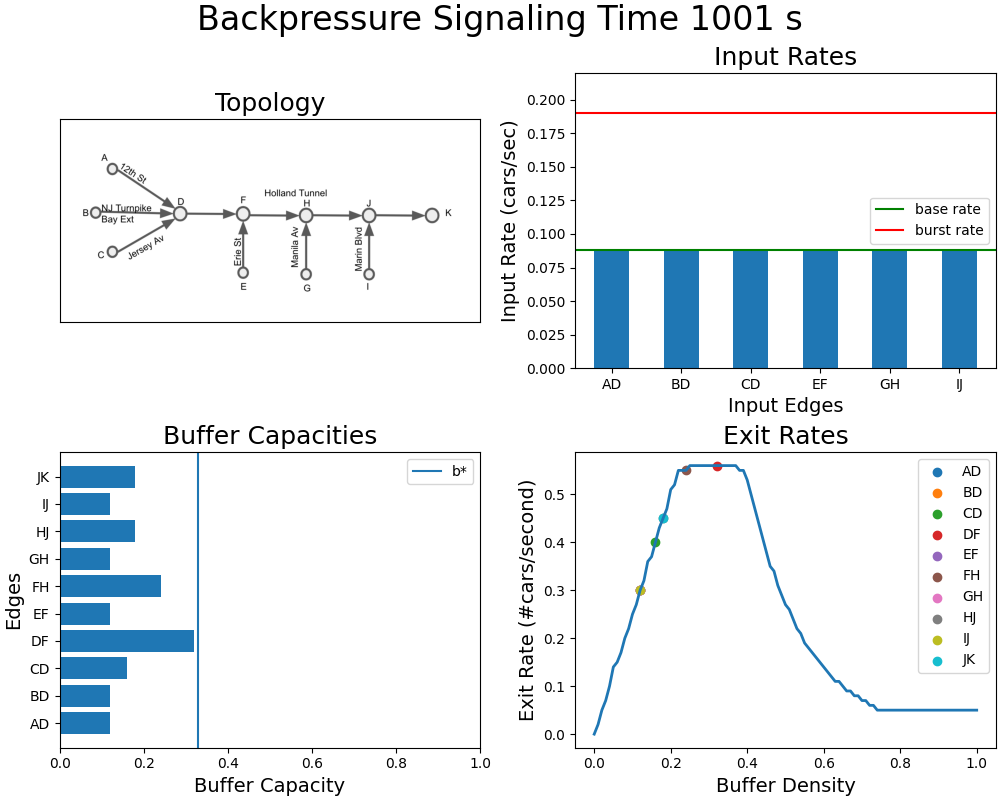 Backpressure Signaling Time 1001 s
Topology
A
12th St
B
NJ Turnpike
Bay Ext
C
Jersey Av
D
F
Holland Tunnel
H
J
K
Erie St
Manila Av
Marin Blvd
E
G
I
Input Rates
Input Rate (cars/sec)
0.200
0.175
0.150
0.125
0.100
0.075
0.050
0.025
0.000
base rate
burst rate
AD BD CD EF GH IJ
Input Edges
Buffer Capacities
Edges
JK
IJ
HJ
GH
FH
EF
DF
CD
BD
AD
b*
0.0 0.2 0.4 0.6 0.8 1.0
Buffer Capacity
Exit Rates
Exit Rate (#cars/second)
0.5
0.4
0.3
0.2
0.1
0.0
AD
BD
CD
DF
EF
FH
GH
HJ
IJ
JK
0.0 0.2 0.4 0.6 0.8 1.0
Buffer Density